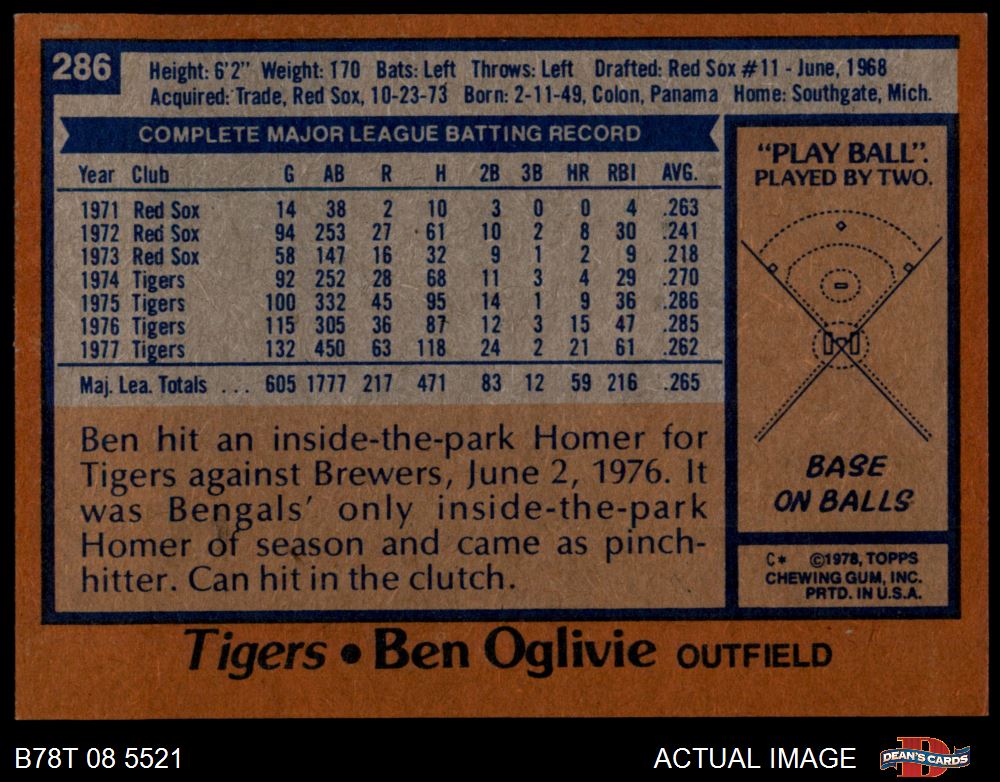 286
Height: 6'2" Weight: 170 Bats: Left Throws: Left Drafted: Red Sox #11 - June, 1968
Acquired: Trade, Red Sox, 10-23-73 Born: 2-11-49, Colon, Panama Home: Southgate, Mich.
COMPLETE MAJOR LEAGUE BATTING RECORD
Year Club G AB R H 2B 3B HR RBI AVG.
1971 Red Sox 14 38 2 10 3 0 0 4 .263
1972 Red Sox 94 253 27 61 10 2 8 30 .241
1973 Red Sox 58 147 16 32 9 1 2 9 .218
1974 Tigers 92 252 28 68 11 3 4 29 .270
1975 Tigers 100 332 45 95 14 1 9 36 .286
1976 Tigers 115 305 36 87 12 3 15 47 .285
1977 Tigers 132 450 63 118 24 2 21 61 .262
Maj. Lea. Totals ... 605 1777 217 471 83 12 59 216 .265
Ben hit an inside-the-park Homer for
Tigers against Brewers, June 2, 1976. It
was Bengals' only inside-the-park
Homer of season and came as pinch-
hitter. Can hit in the clutch.
"PLAY BALL".
PLAYED BY TWO.
BASE
ON BALLS
C* ©1978, TOPPS
CHEWING GUM, INC.
PRTD. IN U.S.A.
Tigers • Ben Oglivie OUTFIELD
B78T 08 5521
ACTUAL IMAGE
DEAN'S CARDS